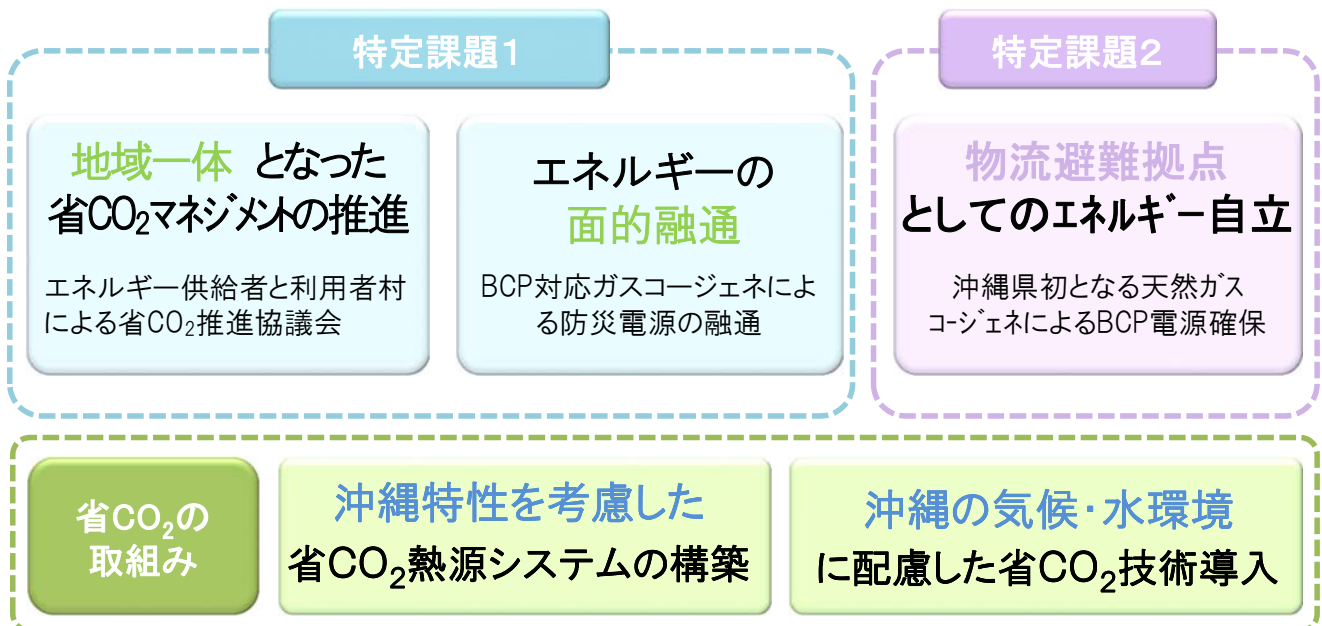 特定課題1
地域一体 となった
省CO₂マネジメントの推進
エネルギー供給者と利用者村
による省CO₂推進協議会
エネルギーの
面的融通
BCP対応ガスコージェネによ
る防災電源の融通
特定課題2
物流避難拠点
としてのｴﾈﾙｷﾞｰ自立
沖縄県初となる天然ガス
ｺｰｼﾞｪﾈによるBCP電源確保
省CO₂の
取組み
沖縄特性を考慮した
省CO₂熱源システムの構築
沖縄の気候・水環境
に配慮した省CO₂技術導入